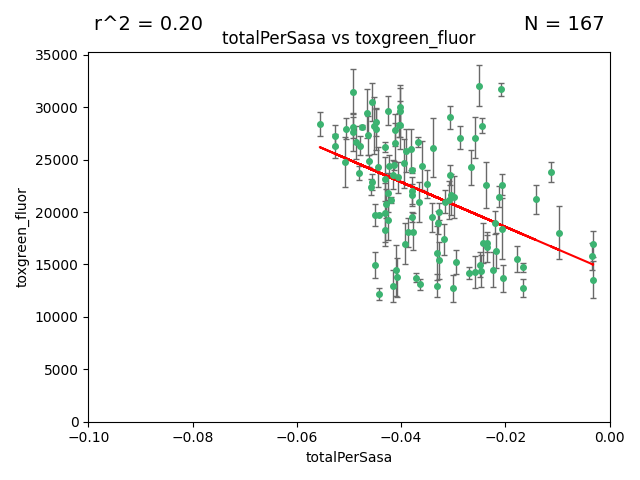 r^2 = 0.20
N = 167
totalPerSasa vs toxgreen_fluor
35000
30000
25000
20000
15000
10000
5000
0
toxgreen_fluor
−0.10
−0.08
−0.06
−0.04
−0.02
0.00
totalPerSasa